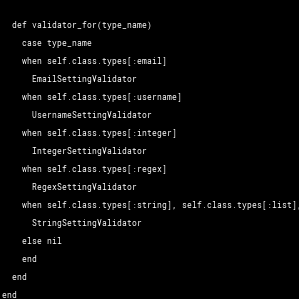 def validator_for(type_name)
case type_name
when self.class.types[:email]
EmailSettingValidator
when self.class.types[:username]
UsernameSettingValidator
when self.class.types[:integer]
IntegerSettingValidator
when self.class.types[:regex]
RegexSettingValidator
when self.class.types[:string], self.class.types[:list],
StringSettingValidator
else nil
end
end
end